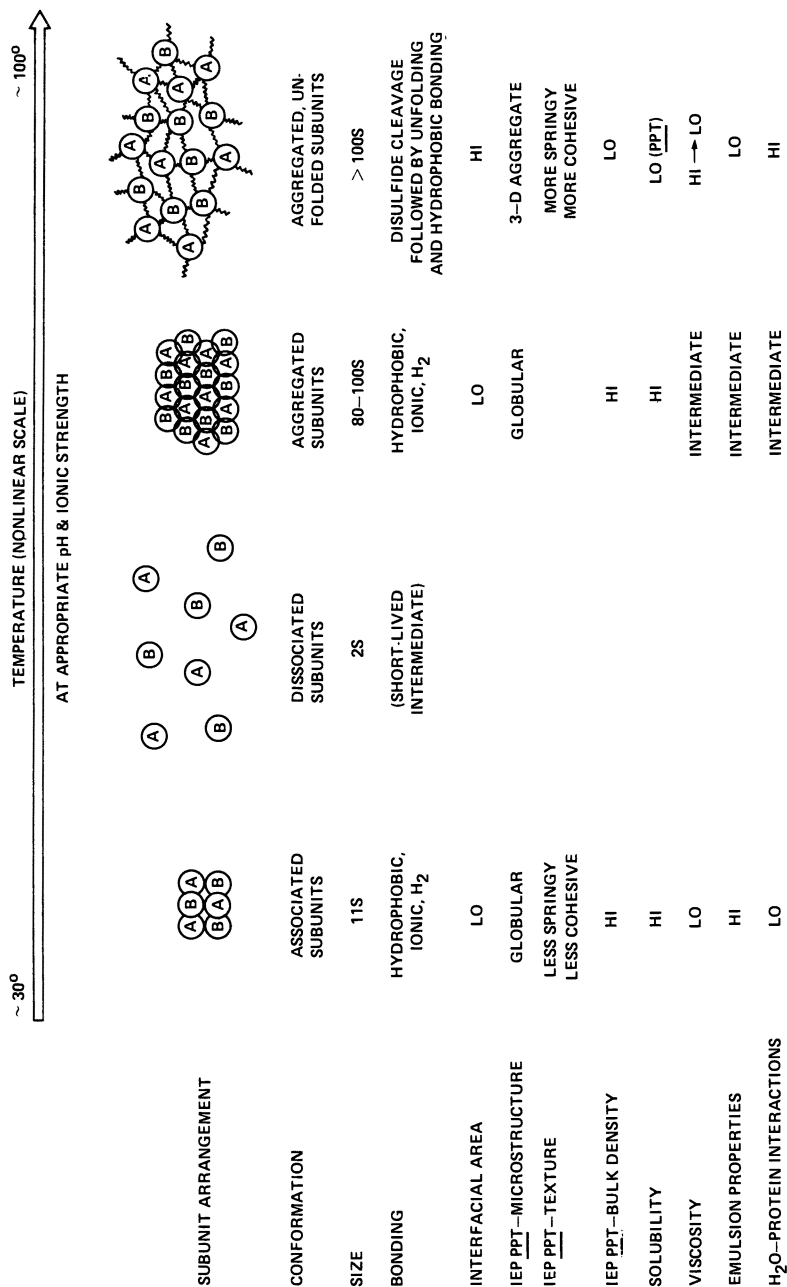 TEMPERATURE (NONLINEAR SCALE)
~ 30°
~ 100°
AT APPROPRIATE pH & IONIC STRENGTH
SUBUNIT ARRANGEMENT
A B A
B A B
A B A B A B A B
B A B A B
B A B A B
A B A B A
B A B A B
A B A B A B A
B A B A B A
B A B A
CONFORMATION
ASSOCIATED
SUBUNITS
DISSOCIATED
SUBUNITS
AGGREGATED
SUBUNITS
AGGREGATED, UN-
FOLDED SUBUNITS
SIZE
11S
2S
80–100S
> 100S
BONDING
HYDROPHOBIC,
IONIC, H2
(SHORT-LIVED
INTERMEDIATE)
HYDROPHOBIC,
IONIC, H2
DISULFIDE CLEAVAGE
FOLLOWED BY UNFOLDING
AND HYDROPHOBIC BONDING
INTERFACIAL AREA
LO
LO
HI
IEP PPT–MICROSTRUCTURE
GLOBULAR
GLOBULAR
3–D AGGREGATE
IEP PPT–TEXTURE
LESS SPRINGY
LESS COHESIVE
MORE SPRINGY
MORE COHESIVE
IEP PPT–BULK DENSITY
HI
HI
LO
SOLUBILITY
HI
HI
LO (PPT)
VISCOSITY
LO
INTERMEDIATE
HI → LO
EMULSION PROPERTIES
HI
INTERMEDIATE
LO
H2O–PROTEIN INTERACTIONS
LO
INTERMEDIATE
HI